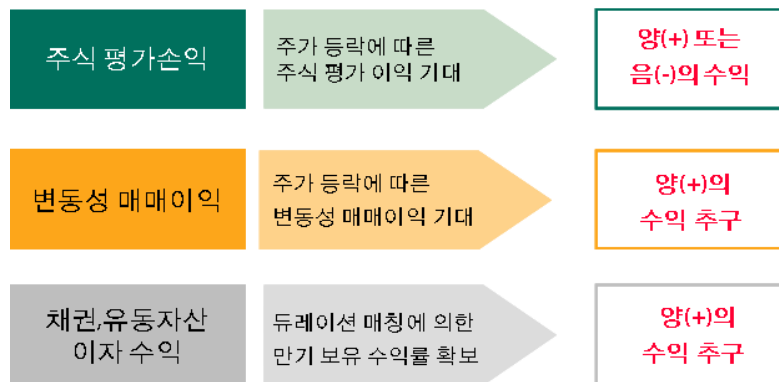 주식 평가손익
주가 등락에 따른
주식 평가 이익 기대
양(+) 또는
음(-)의 수익
변동성 매매이익
주가 등락에 따른
변동성 매매이익 기대
양(+)의
수익 추구
채권,유동자산
이자 수익
듀레이션 매칭에 의한
만기 보유 수익률 확보
양(+)의
수익 추구